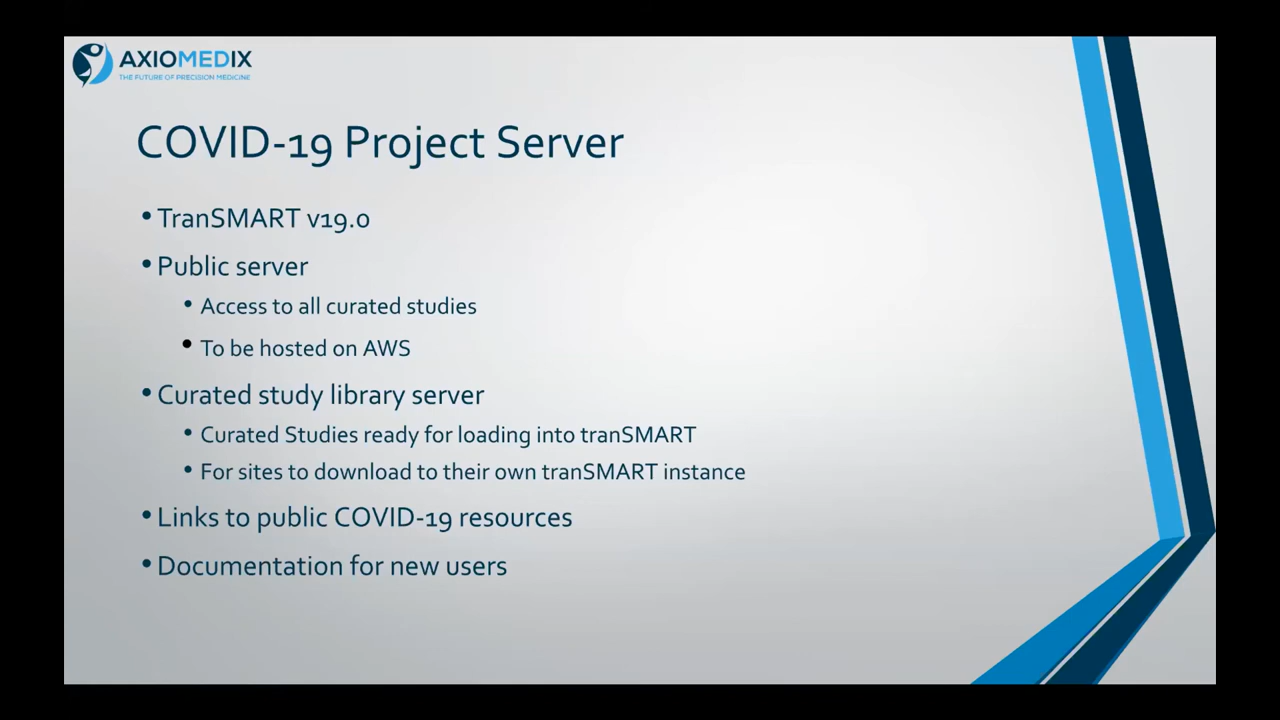 AXIOMEDIX
THE FUTURE OF PRECISION MEDICINE
COVID-19 Project Server
• TranSMART v19.0
• Public server
• Access to all curated studies
• To be hosted on AWS
• Curated study library server
• Curated Studies ready for loading into tranSMART
• For sites to download to their own tranSMART instance
• Links to public COVID-19 resources
• Documentation for new users